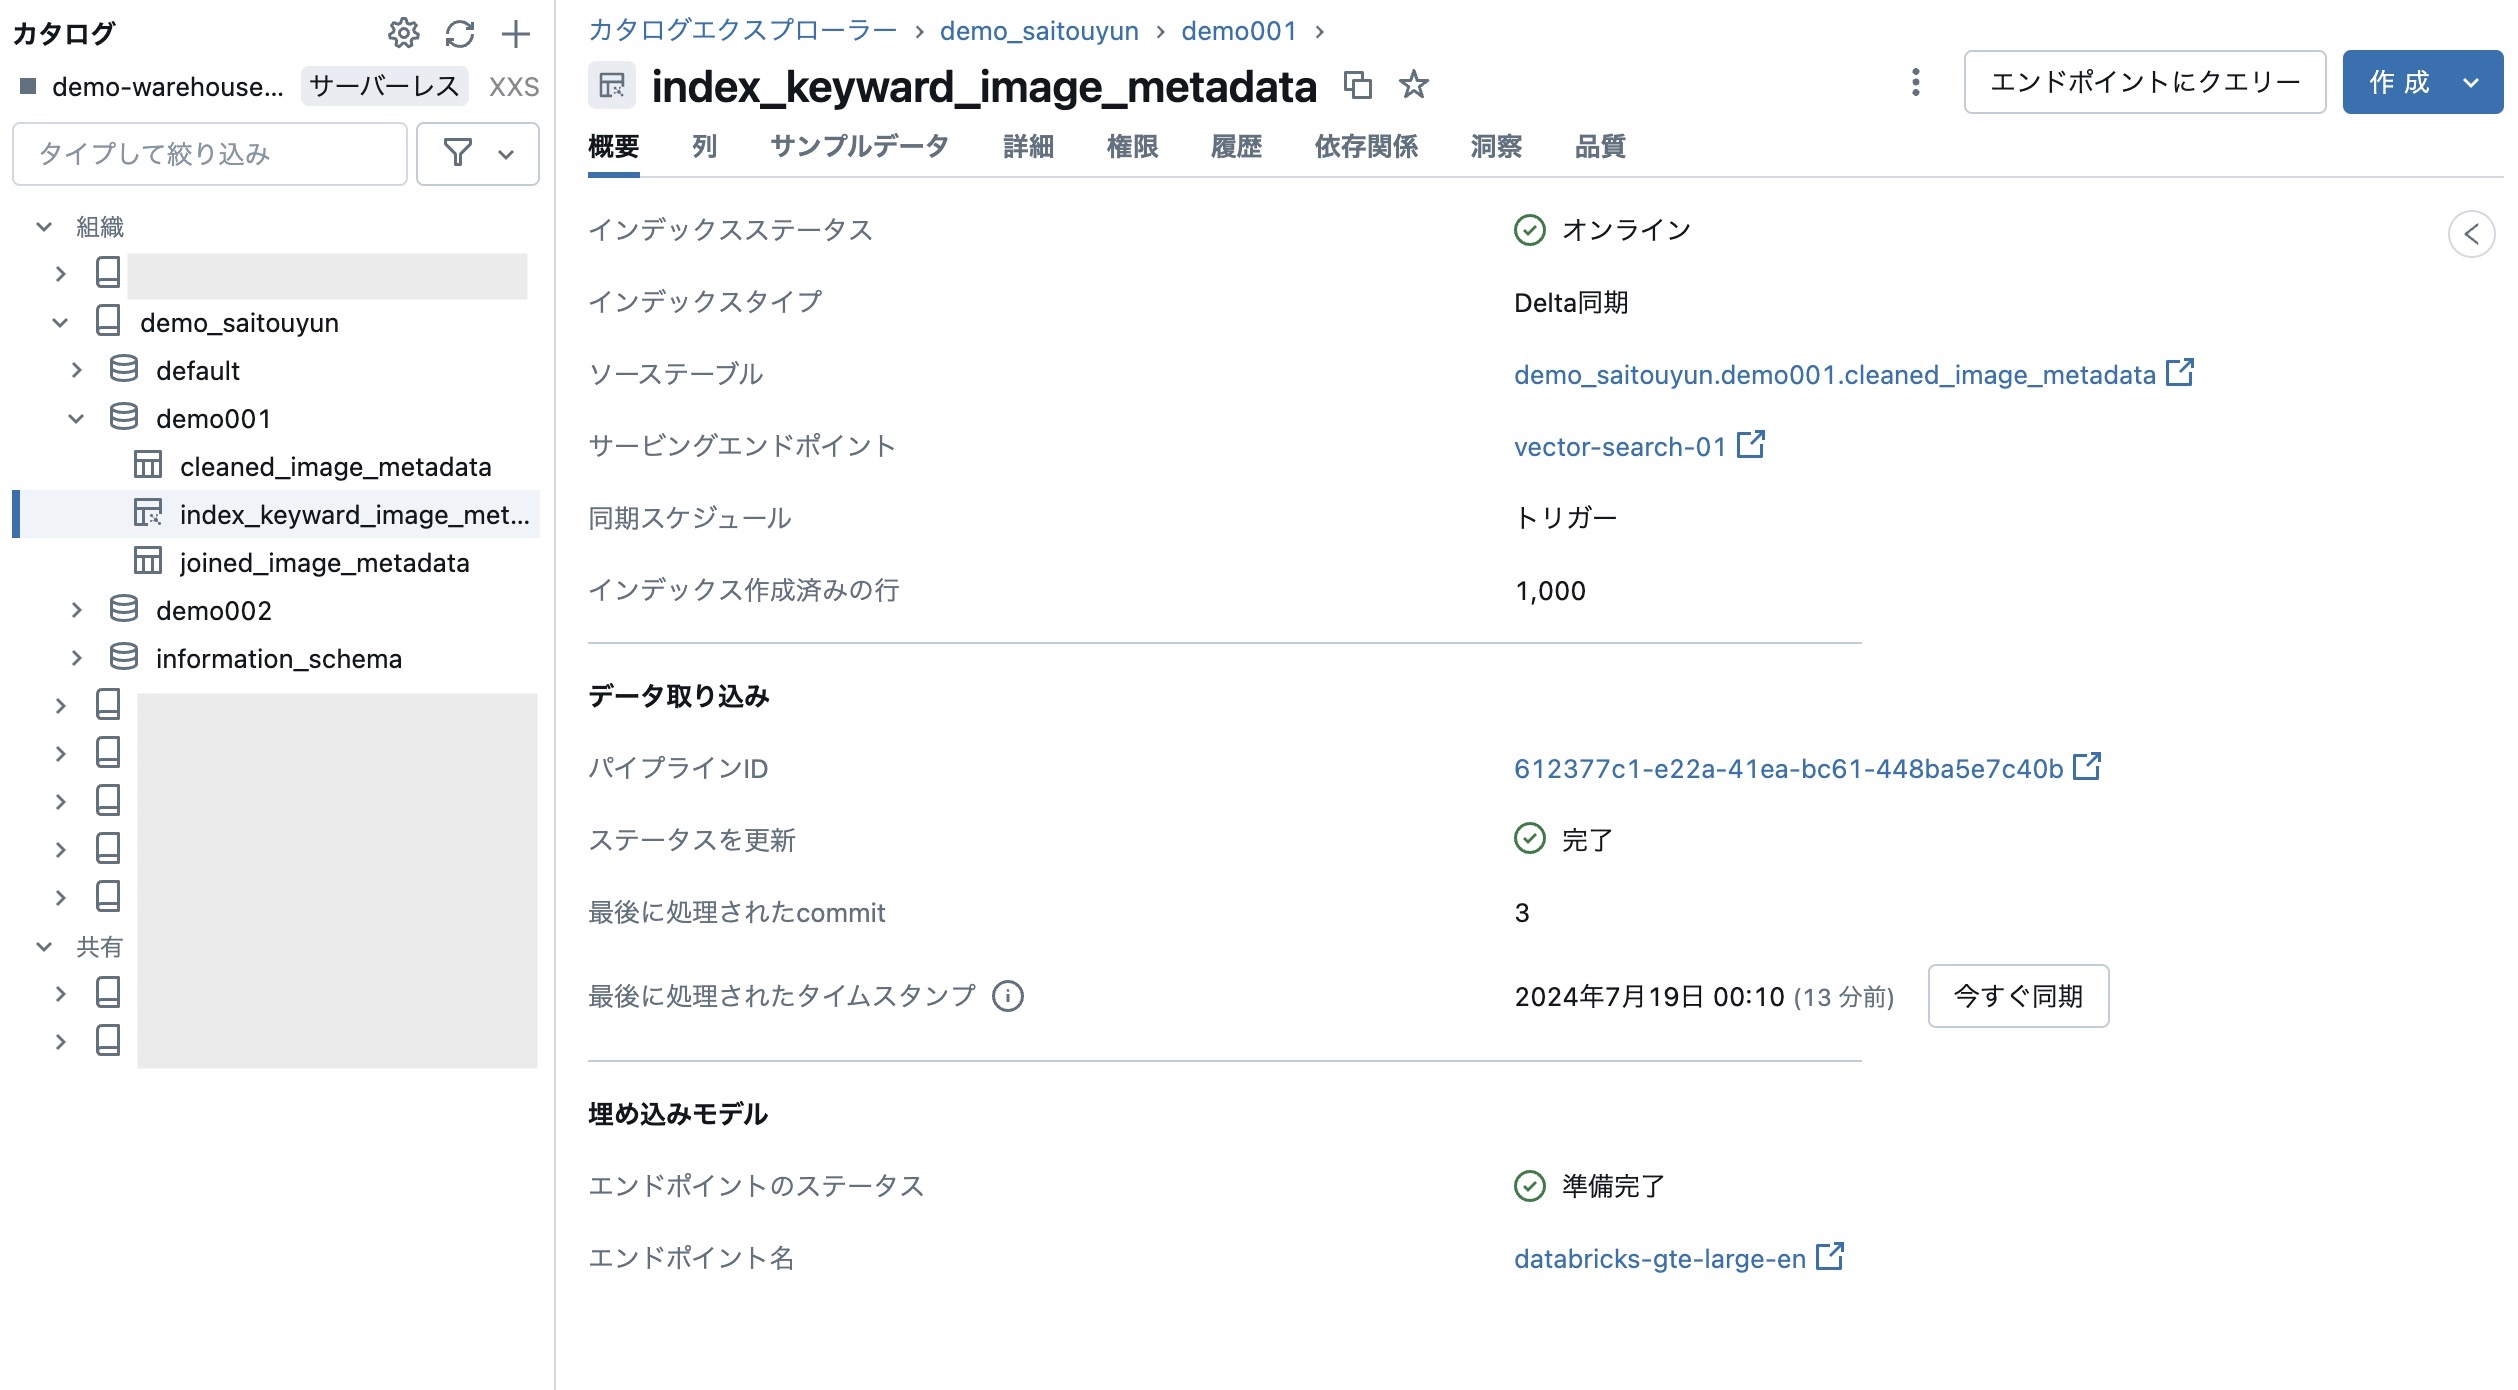 カタログ
demo-warehouse... サーバーレス XXS
タイプして絞り込み
組織
demo_saitouyun
default
demo001
cleaned_image_metadata
index_keyward_image_met...
joined_image_metadata
demo002
information_schema
共有
カタログエクスプローラー › demo_saitouyun › demo001 ›
index_keyward_image_metadata
エンドポイントにクエリー
作成
概要 列 サンプルデータ 詳細 権限 履歴 依存関係 洞察 品質
インデックスステータス オンライン
インデックスタイプ Delta同期
ソーステーブル demo_saitouyun.demo001.cleaned_image_metadata
サービングエンドポイント vector-search-01
同期スケジュール トリガー
インデックス作成済みの行 1,000
データ取り込み
パイプラインID 612377c1-e22a-41ea-bc61-448ba5e7c40b
ステータスを更新 完了
最後に処理されたcommit 3
最後に処理されたタイムスタンプ 2024年7月19日 00:10 (13 分前) 今すぐ同期
埋め込みモデル
エンドポイントのステータス 準備完了
エンドポイント名 databricks-gte-large-en